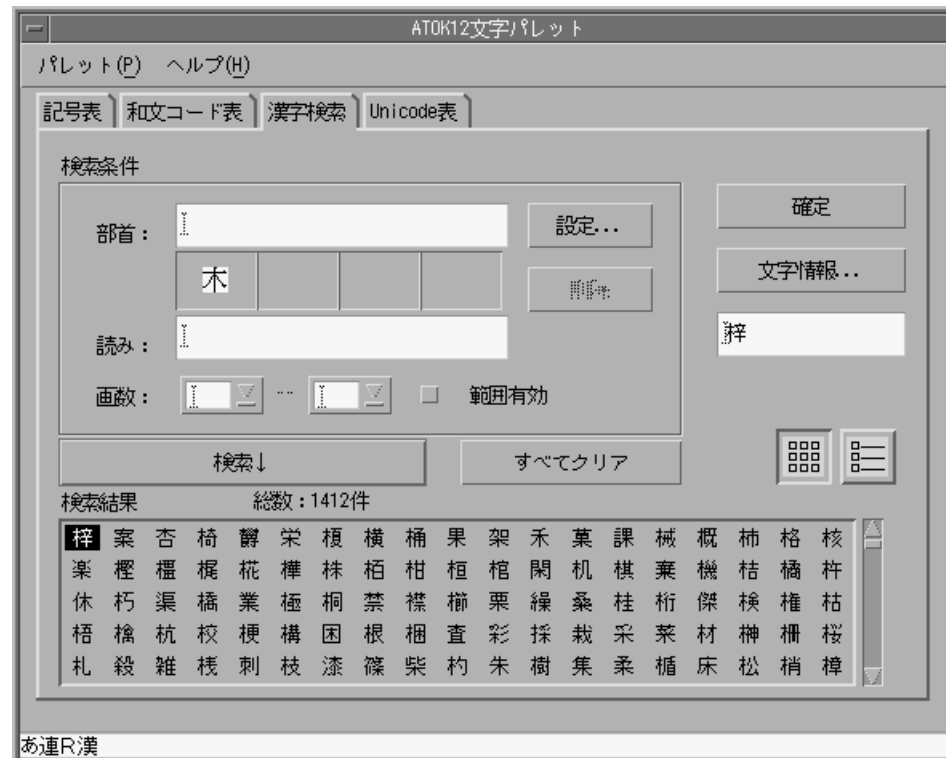 ATOK12文字パレット
パレット(P) ヘルプ(H)
記号表 和文コード表 漢字検索 Unicode表
検索条件
部首: 設定...
木
読み:
画数: -- 範囲有効
確定
文字情報...
梓
検索↓ すべてクリア
検索結果 総数:1412件
梓 案 杏 椅 欝 栄 榎 横 桶 果 架 禾 菓 課 械 概 柿 格 核
楽 樫 橿 梶 花 樺 株 栢 柑 桓 棺 閑 机 棋 棄 機 桔 橘 杵
休 朽 渠 橋 業 極 桐 禁 襟 櫛 栗 繰 桑 桂 桁 傑 検 権 枯
梧 檎 杭 校 梗 構 困 根 梱 査 彩 採 栽 采 菜 材 榊 柵 桜
札 殺 雑 桟 刺 枝 漆 篠 柴 杓 朱 樹 集 柔 楯 床 松 梢 樟
あ連R漢